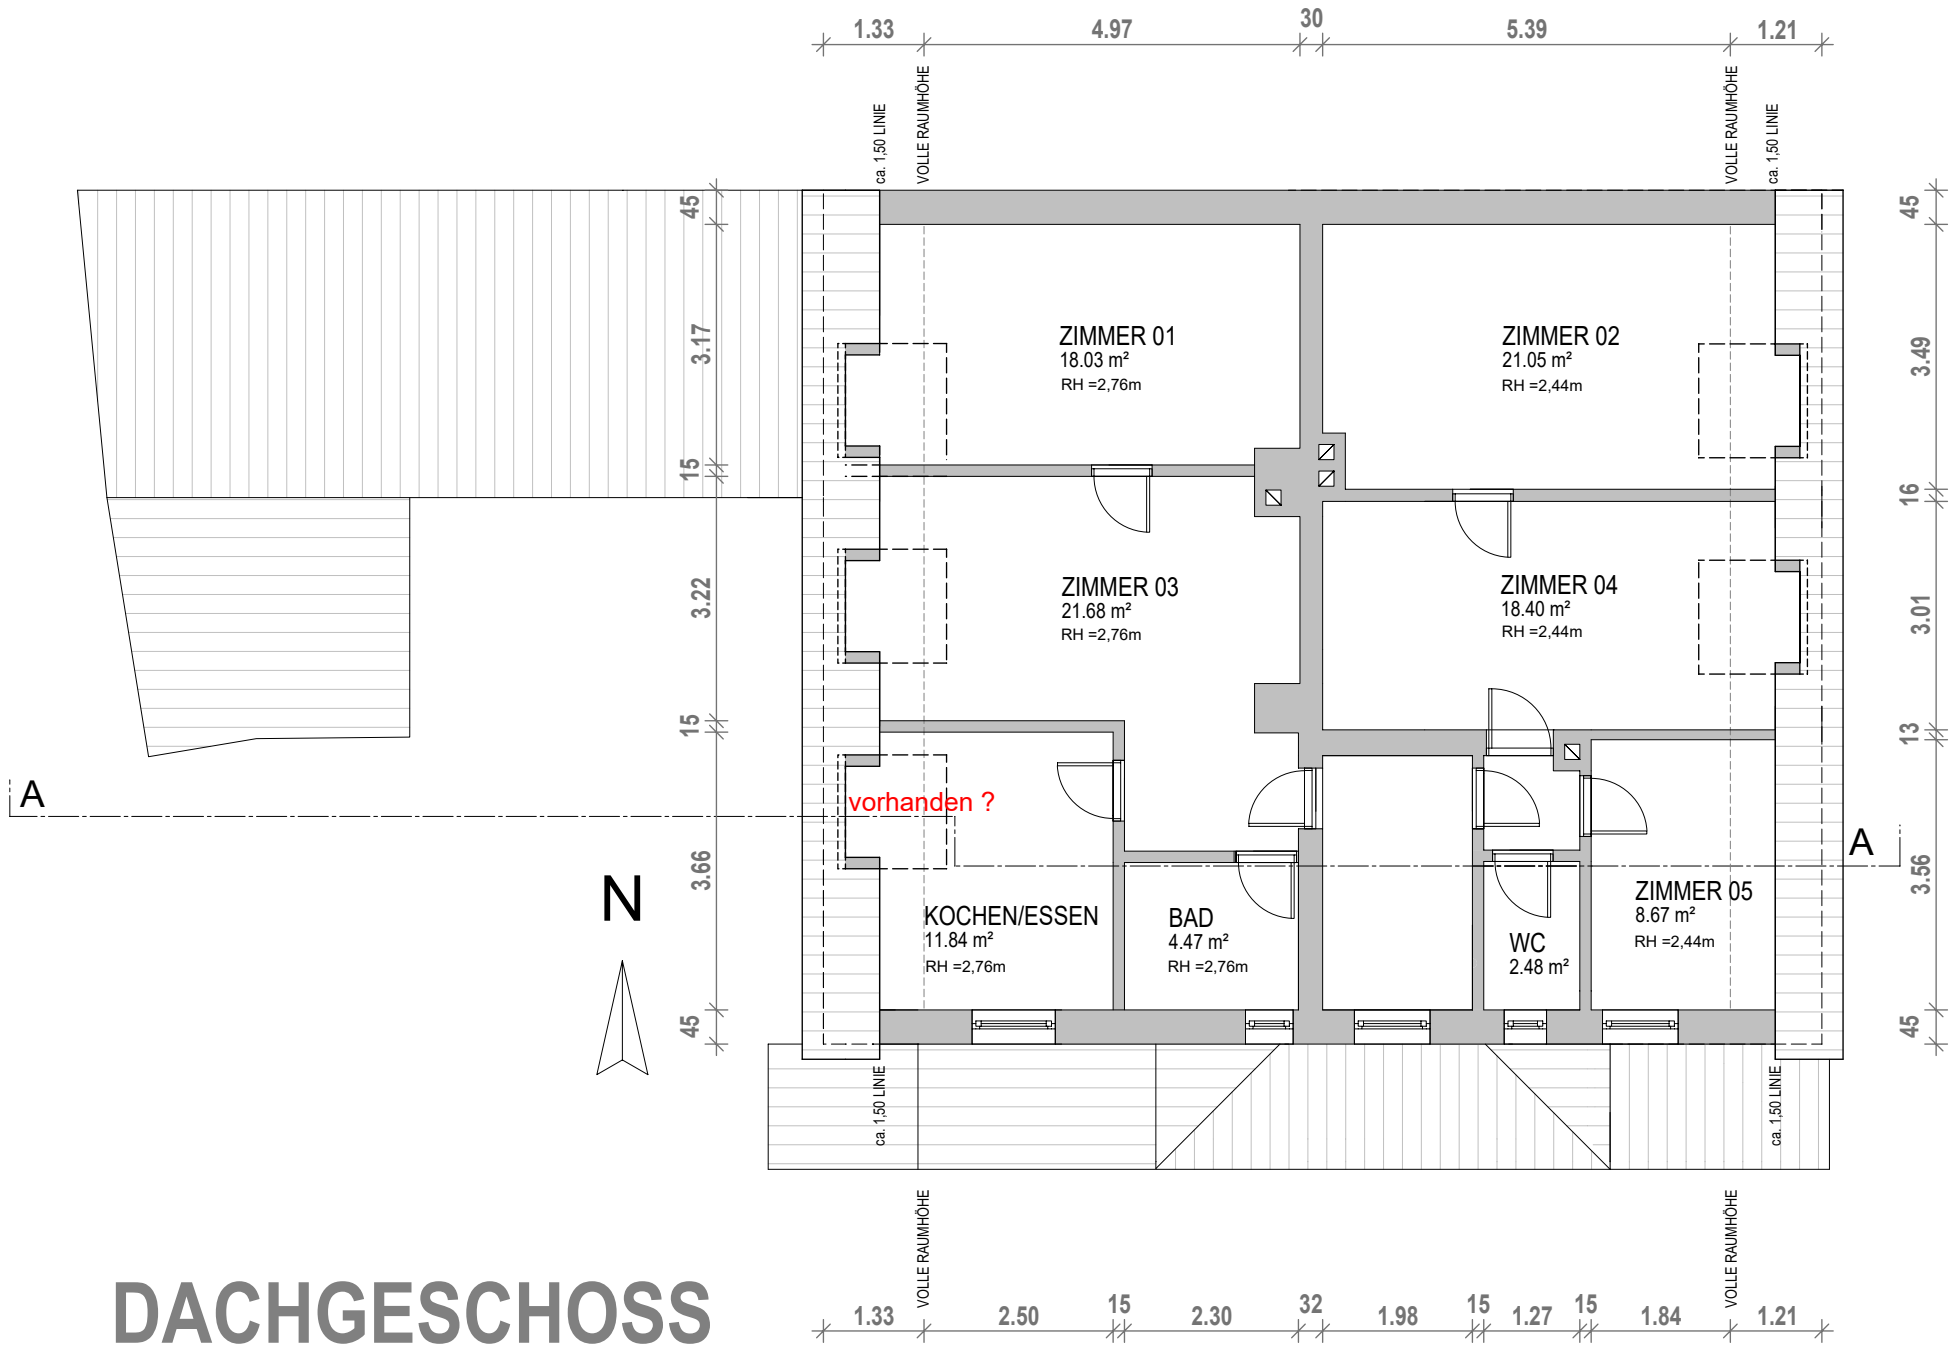 1.33
4.97
30
5.39
1.21
ca. 1,50 LINIE
VOLLE RAUMHÖHE
VOLLE RAUMHÖHE
ca. 1,50 LINIE
45
3.17
15
3.22
15
3.66
45
45
3.49
16
3.01
13
3.56
45
ZIMMER 01
18.03 m²
RH =2,76m
ZIMMER 02
21.05 m²
RH =2,44m
ZIMMER 03
21.68 m²
RH =2,76m
ZIMMER 04
18.40 m²
RH =2,44m
A
vorhanden ?
A
N
KOCHEN/ESSEN
11.84 m²
RH =2,76m
BAD
4.47 m²
RH =2,76m
WC
2.48 m²
ZIMMER 05
8.67 m²
RH =2,44m
ca. 1,50 LINIE
VOLLE RAUMHÖHE
VOLLE RAUMHÖHE
ca. 1,50 LINIE
DACHGESCHOSS
1.33
2.50
15
2.30
32
1.98
15
1.27
15
1.84
1.21